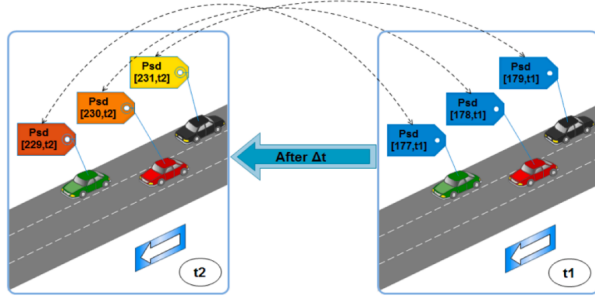 Psd
[231,t2]
Psd
[230,t2]
Psd
[229,t2]
t2
After Δt
Psd
[179,t1]
Psd
[178,t1]
Psd
[177,t1]
t1